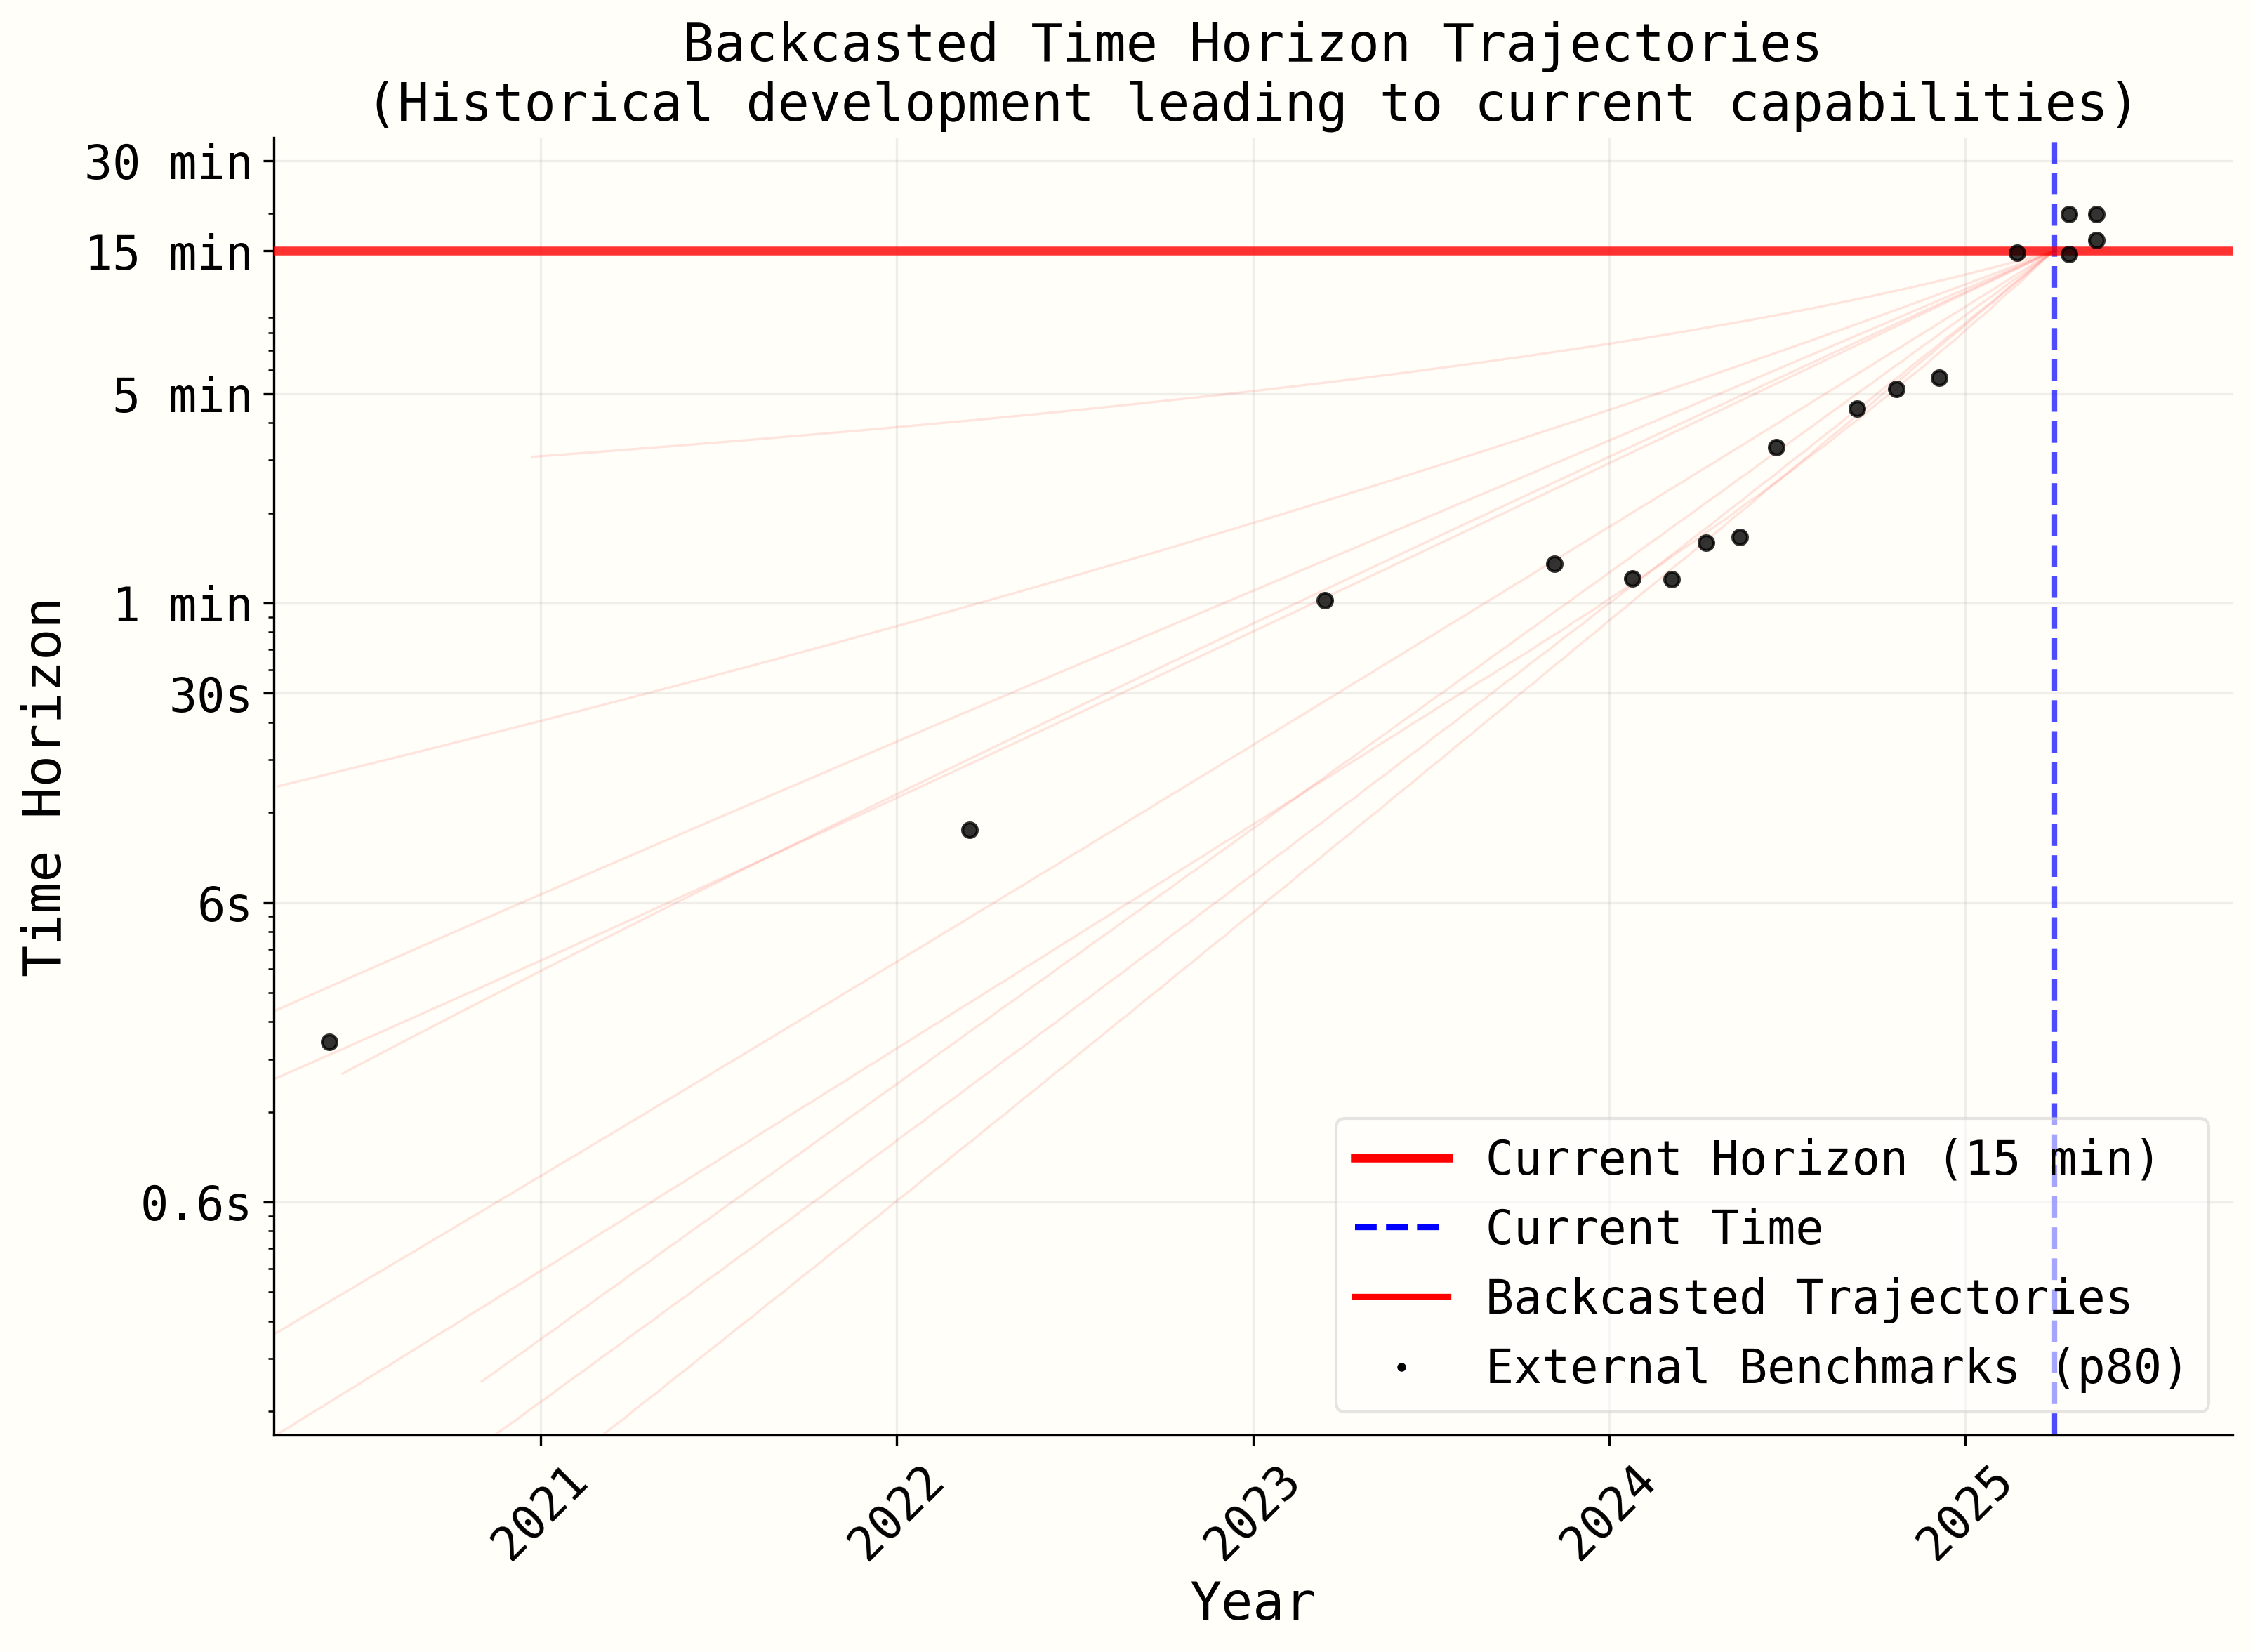 Backcasted Time Horizon Trajectories
(Historical development leading to current capabilities)
30 min
15 min
5 min
1 min
30s
6s
0.6s
Time Horizon
Current Horizon (15 min)
Current Time
Backcasted Trajectories
External Benchmarks (p80)
2021
2022
2023
2024
2025
Year